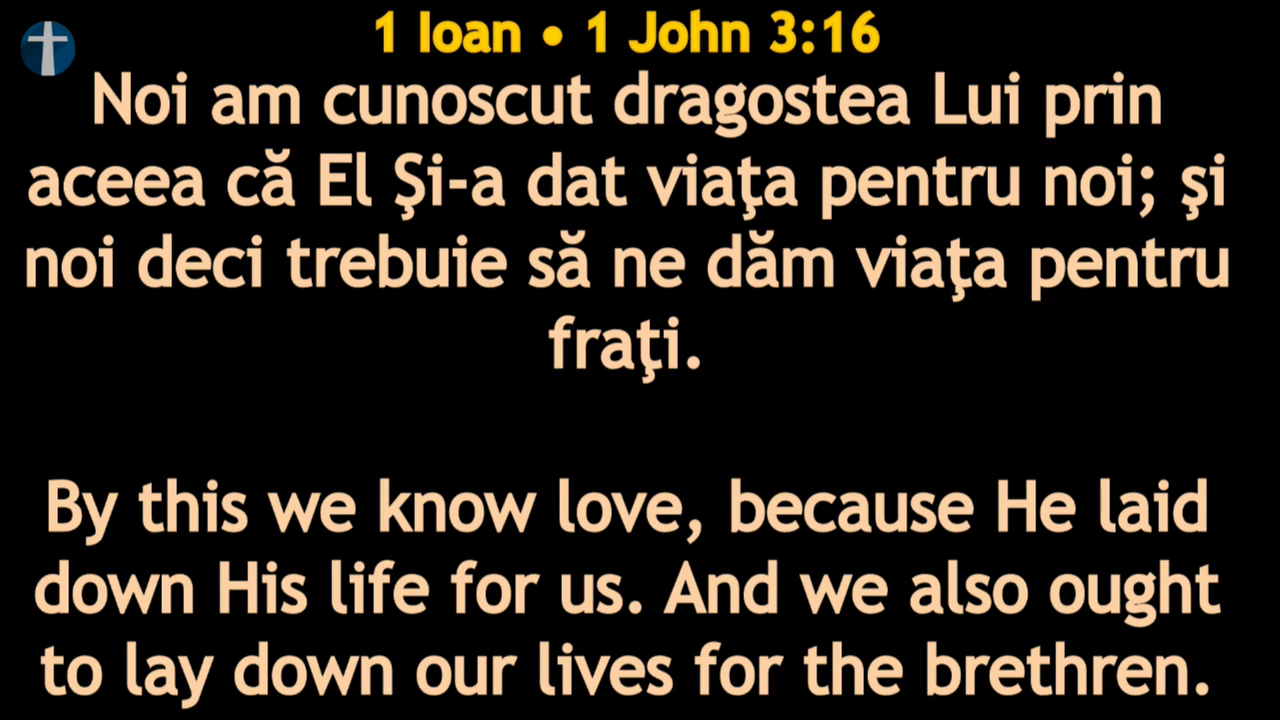 1 Ioan • 1 John 3:16
Noi am cunoscut dragostea Lui prin
aceea că El Şi-a dat viaţa pentru noi; şi
noi deci trebuie să ne dăm viaţa pentru
fraţi.
By this we know love, because He laid
down His life for us. And we also ought
to lay down our lives for the brethren.